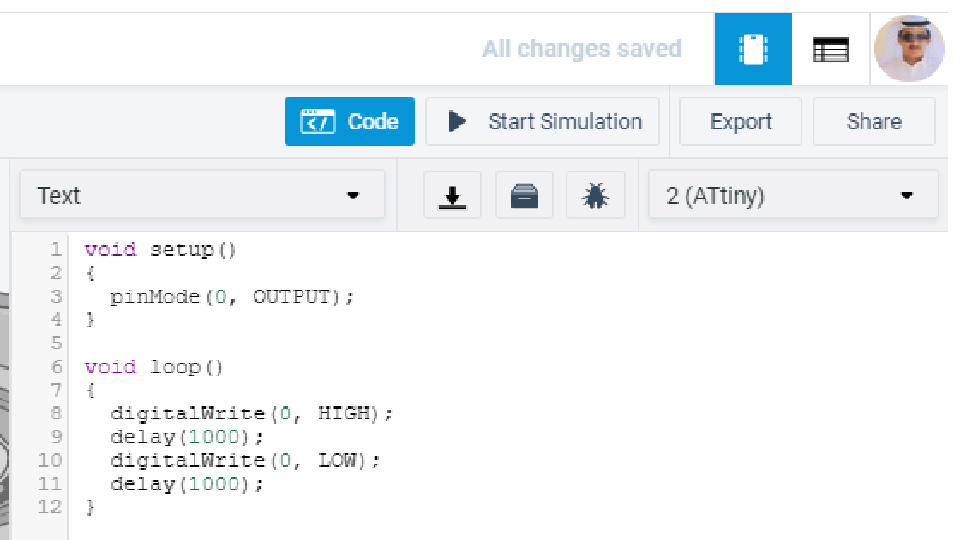 All changes saved
Code Start Simulation Export Share
Text 2 (ATtiny)
1 void setup()
2 {
3   pinMode(0, OUTPUT);
4 }
5
6 void loop()
7 {
8   digitalWrite(0, HIGH);
9   delay(1000);
10   digitalWrite(0, LOW);
11   delay(1000);
12 }